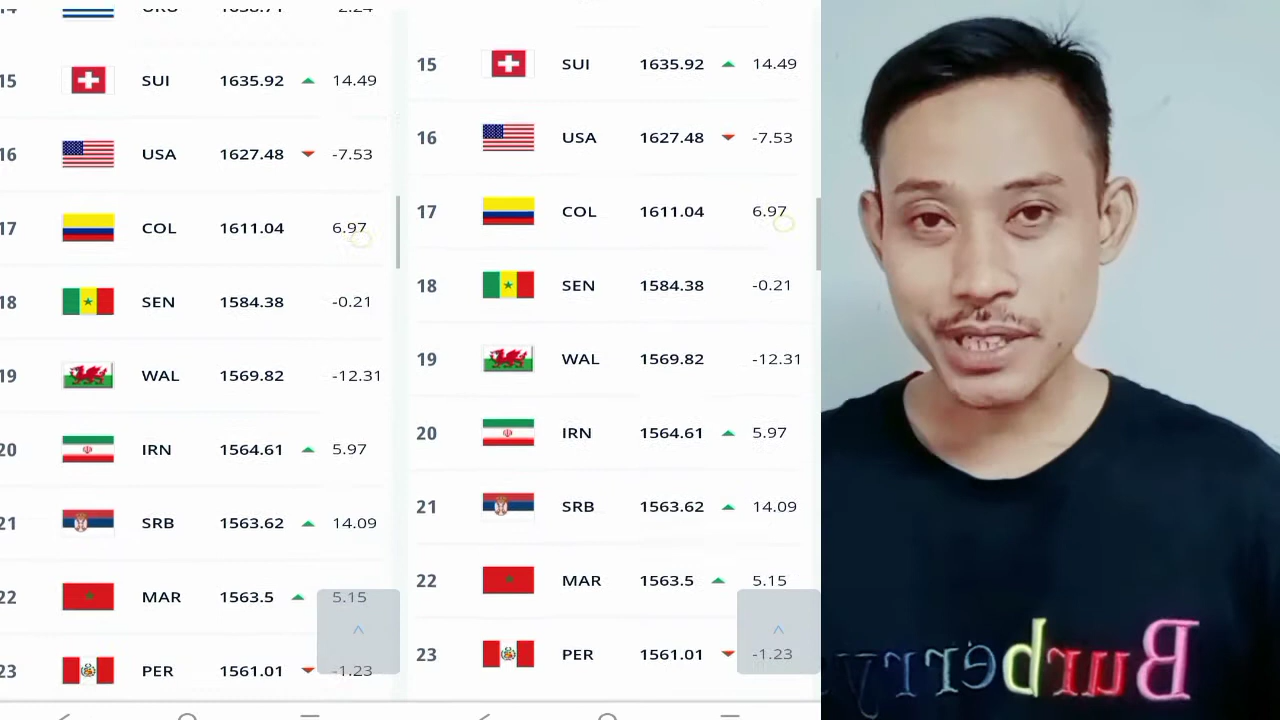 15 SUI 1635.92 14.49
16 USA 1627.48 -7.53
17 COL 1611.04 6.97
18 SEN 1584.38 -0.21
19 WAL 1569.82 -12.31
20 IRN 1564.61 5.97
21 SRB 1563.62 14.09
22 MAR 1563.5 5.15
23 PER 1561.01 -1.23
15 SUI 1635.92 14.49
16 USA 1627.48 -7.53
17 COL 1611.04 6.97
18 SEN 1584.38 -0.21
19 WAL 1569.82 -12.31
20 IRN 1564.61 5.97
21 SRB 1563.62 14.09
22 MAR 1563.5 5.15
23 PER 1561.01 -1.23
Burberry